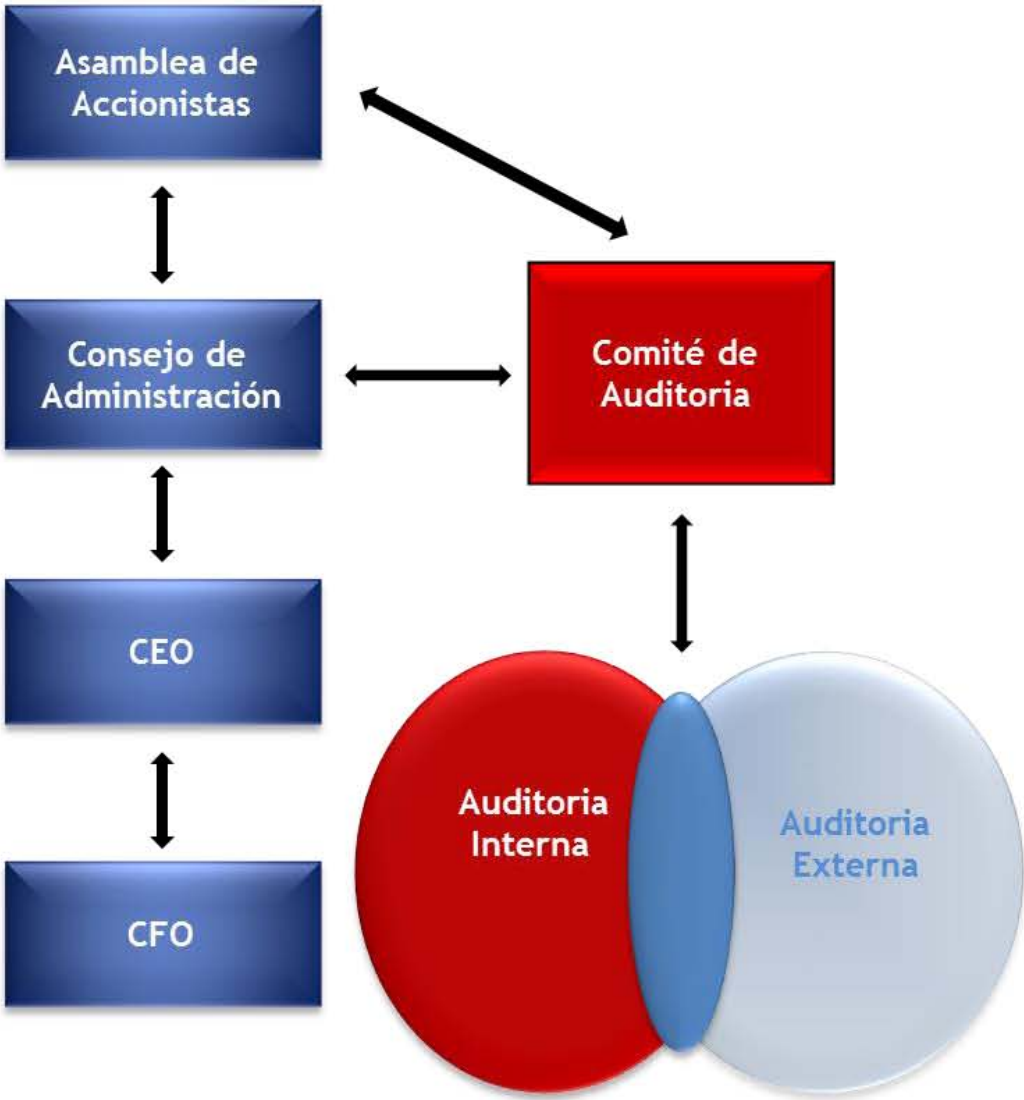 Asamblea de
Accionistas
Consejo de
Administración
Comité de
Auditoria
CEO
CFO
Auditoria
Interna
Auditoria
Externa